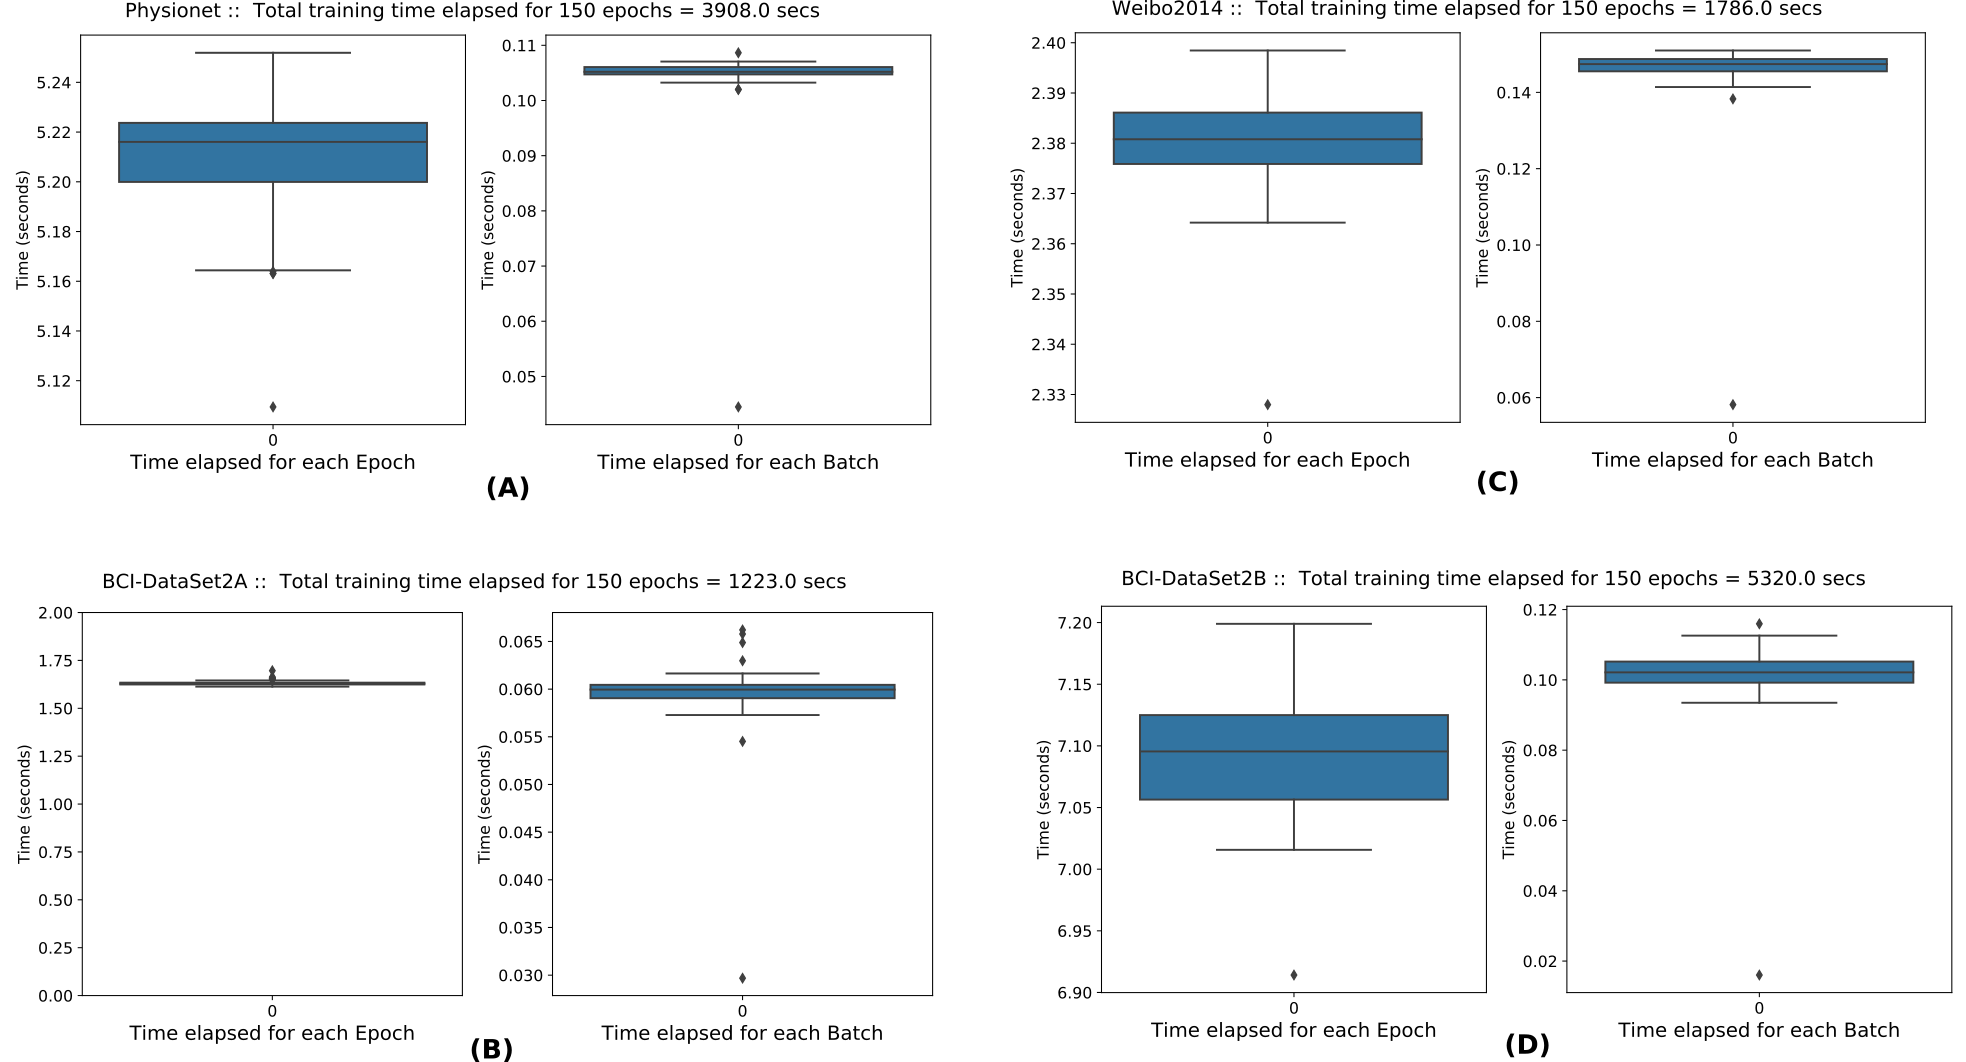 Physionet ::  Total training time elapsed for 150 epochs = 3908.0 secs
5.24
5.22
5.20
5.18
5.16
5.14
5.12
Time (seconds)
0
Time elapsed for each Epoch
0.11
0.10
0.09
0.08
0.07
0.06
0.05
Time (seconds)
0
Time elapsed for each Batch
(A)
Weibo2014 ::  Total training time elapsed for 150 epochs = 1786.0 secs
2.40
2.39
2.38
2.37
2.36
2.35
2.34
2.33
Time (seconds)
0
Time elapsed for each Epoch
0.14
0.12
0.10
0.08
0.06
Time (seconds)
0
Time elapsed for each Batch
(C)
BCI-DataSet2A ::  Total training time elapsed for 150 epochs = 1223.0 secs
2.00
1.75
1.50
1.25
1.00
0.75
0.50
0.25
0.00
Time (seconds)
0
Time elapsed for each Epoch
0.065
0.060
0.055
0.050
0.045
0.040
0.035
0.030
Time (seconds)
0
Time elapsed for each Batch
(B)
BCI-DataSet2B ::  Total training time elapsed for 150 epochs = 5320.0 secs
7.20
7.15
7.10
7.05
7.00
6.95
6.90
Time (seconds)
0
Time elapsed for each Epoch
0.12
0.10
0.08
0.06
0.04
0.02
Time (seconds)
0
Time elapsed for each Batch
(D)